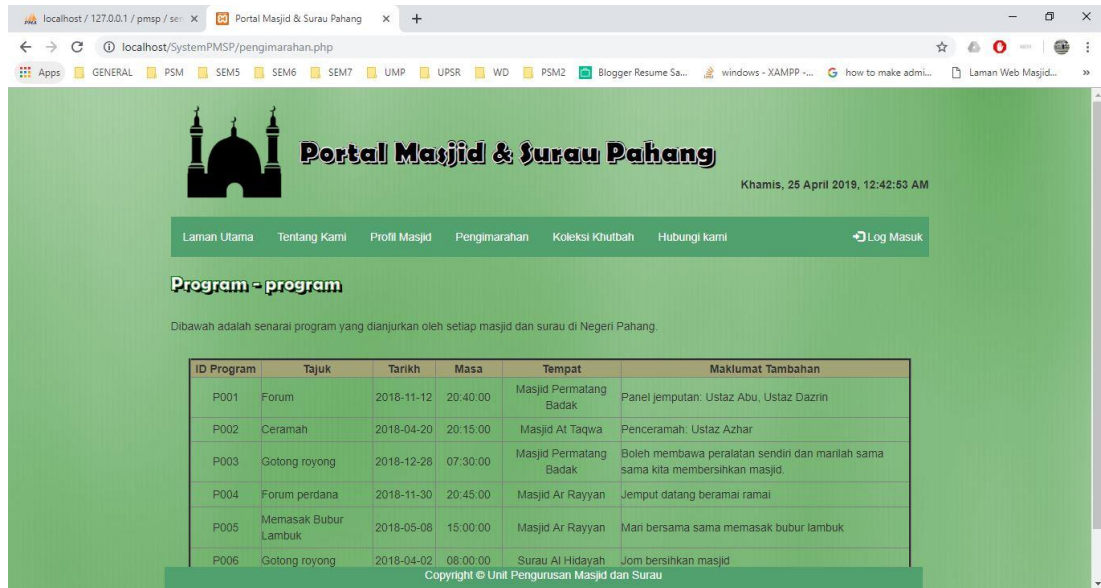 localhost / 127.0.0.1 / pmsp / ser
Portal Masjid & Surau Pahang
localhost/SystemPMSP/pengimarahan.php
Apps GENERAL PSM SEM5 SEM6 SEM7 UMP UPSR WD PSM2 Blogger Resume Sa... windows - XAMPP -... how to make admi... Laman Web Masjid... »
Portal Masjid & Surau Pahang
Khamis, 25 April 2019, 12:42:53 AM
Laman Utama Tentang Kami Profil Masjid Pengimarahan Koleksi Khutbah Hubungi kami Log Masuk
Program - program
Dibawah adalah senarai program yang dianjurkan oleh setiap masjid dan surau di Negeri Pahang.
ID Program Tajuk Tarikh Masa Tempat Maklumat Tambahan
P001 Forum 2018-11-12 20:40:00 Masjid Permatang Badak Panel jemputan: Ustaz Abu, Ustaz Dazrin
P002 Ceramah 2018-04-20 20:15:00 Masjid At Taqwa Penceramah: Ustaz Azhar
P003 Gotong royong 2018-12-28 07:30:00 Masjid Permatang Badak Boleh membawa peralatan sendiri dan marilah sama sama kita membersihkan masjid.
P004 Forum perdana 2018-11-30 20:45:00 Masjid Ar Rayyan Jemput datang beramai ramai
P005 Memasak Bubur Lambuk 2018-05-08 15:00:00 Masjid Ar Rayyan Mari bersama sama memasak bubur lambuk
P006 Gotong royong 2018-04-02 08:00:00 Surau Al Hidayah Jom bersihkan masjid
Copyright © Unit Pengurusan Masjid dan Surau